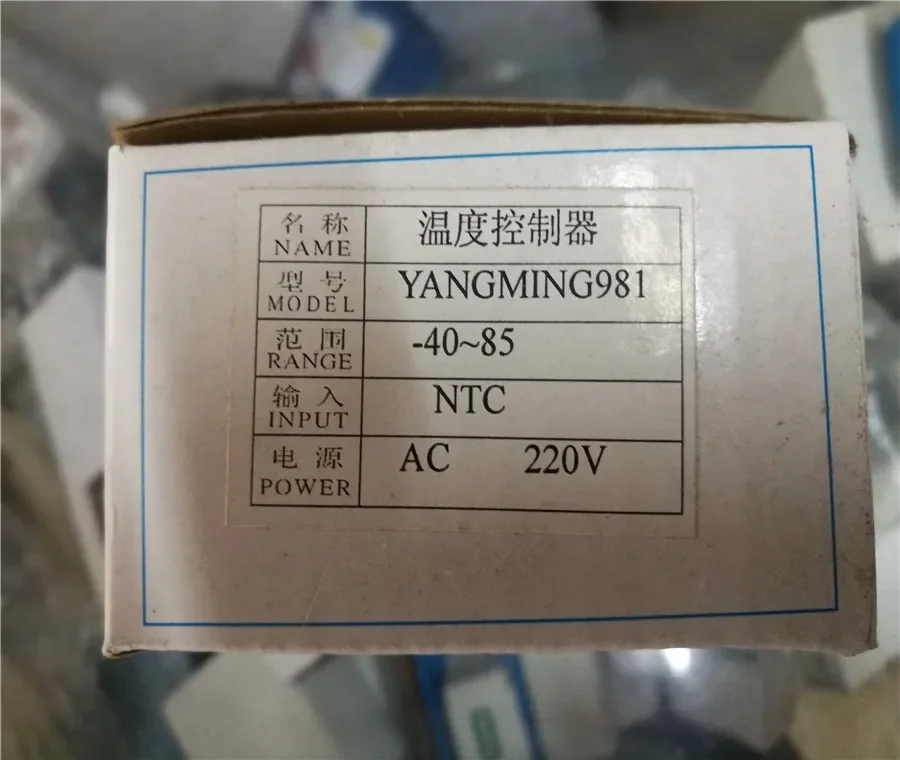 名称 温度控制器
NAME
型号 YANGMING981
MODEL
范围 -40~85
RANGE
输入 NTC
INPUT
电源 AC 220V
POWER